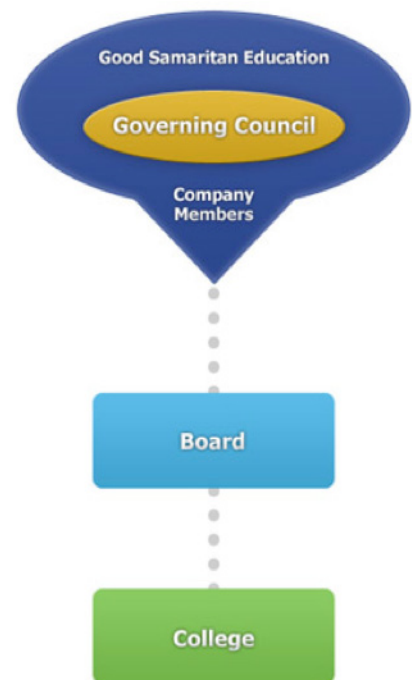 Good Samaritan Education
Governing Council
Company
Members
Board
College